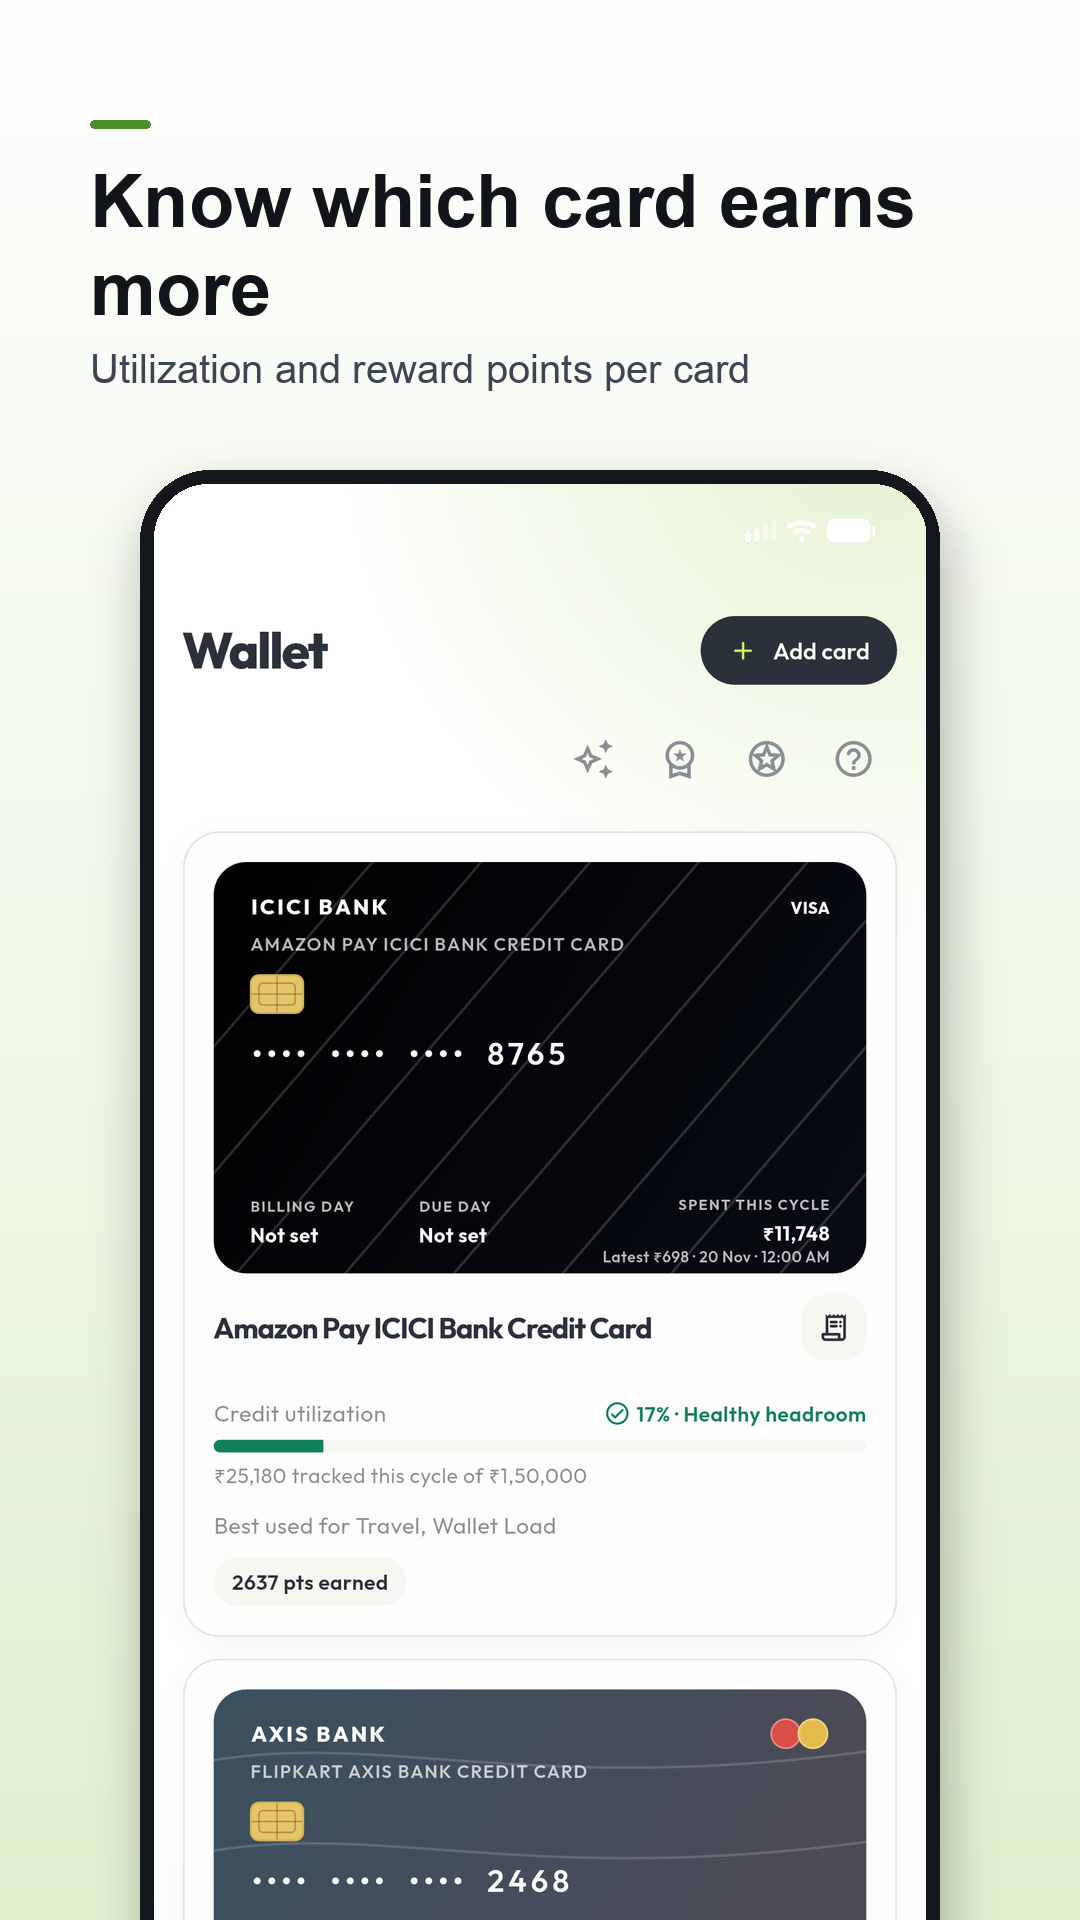 Know which card earns
more
Utilization and reward points per card
Wallet
+ Add card
ICICI BANK
VISA
AMAZON PAY ICICI BANK CREDIT CARD
•••• •••• •••• 8765
BILLING DAY
DUE DAY
SPENT THIS CYCLE
Not set
Not set
₹11,748
Latest ₹698 · 20 Nov · 12:00 AM
Amazon Pay ICICI Bank Credit Card
Credit utilization
17% · Healthy headroom
₹25,180 tracked this cycle of ₹1,50,000
Best used for Travel, Wallet Load
2637 pts earned
AXIS BANK
FLIPKART AXIS BANK CREDIT CARD
•••• •••• •••• 2468